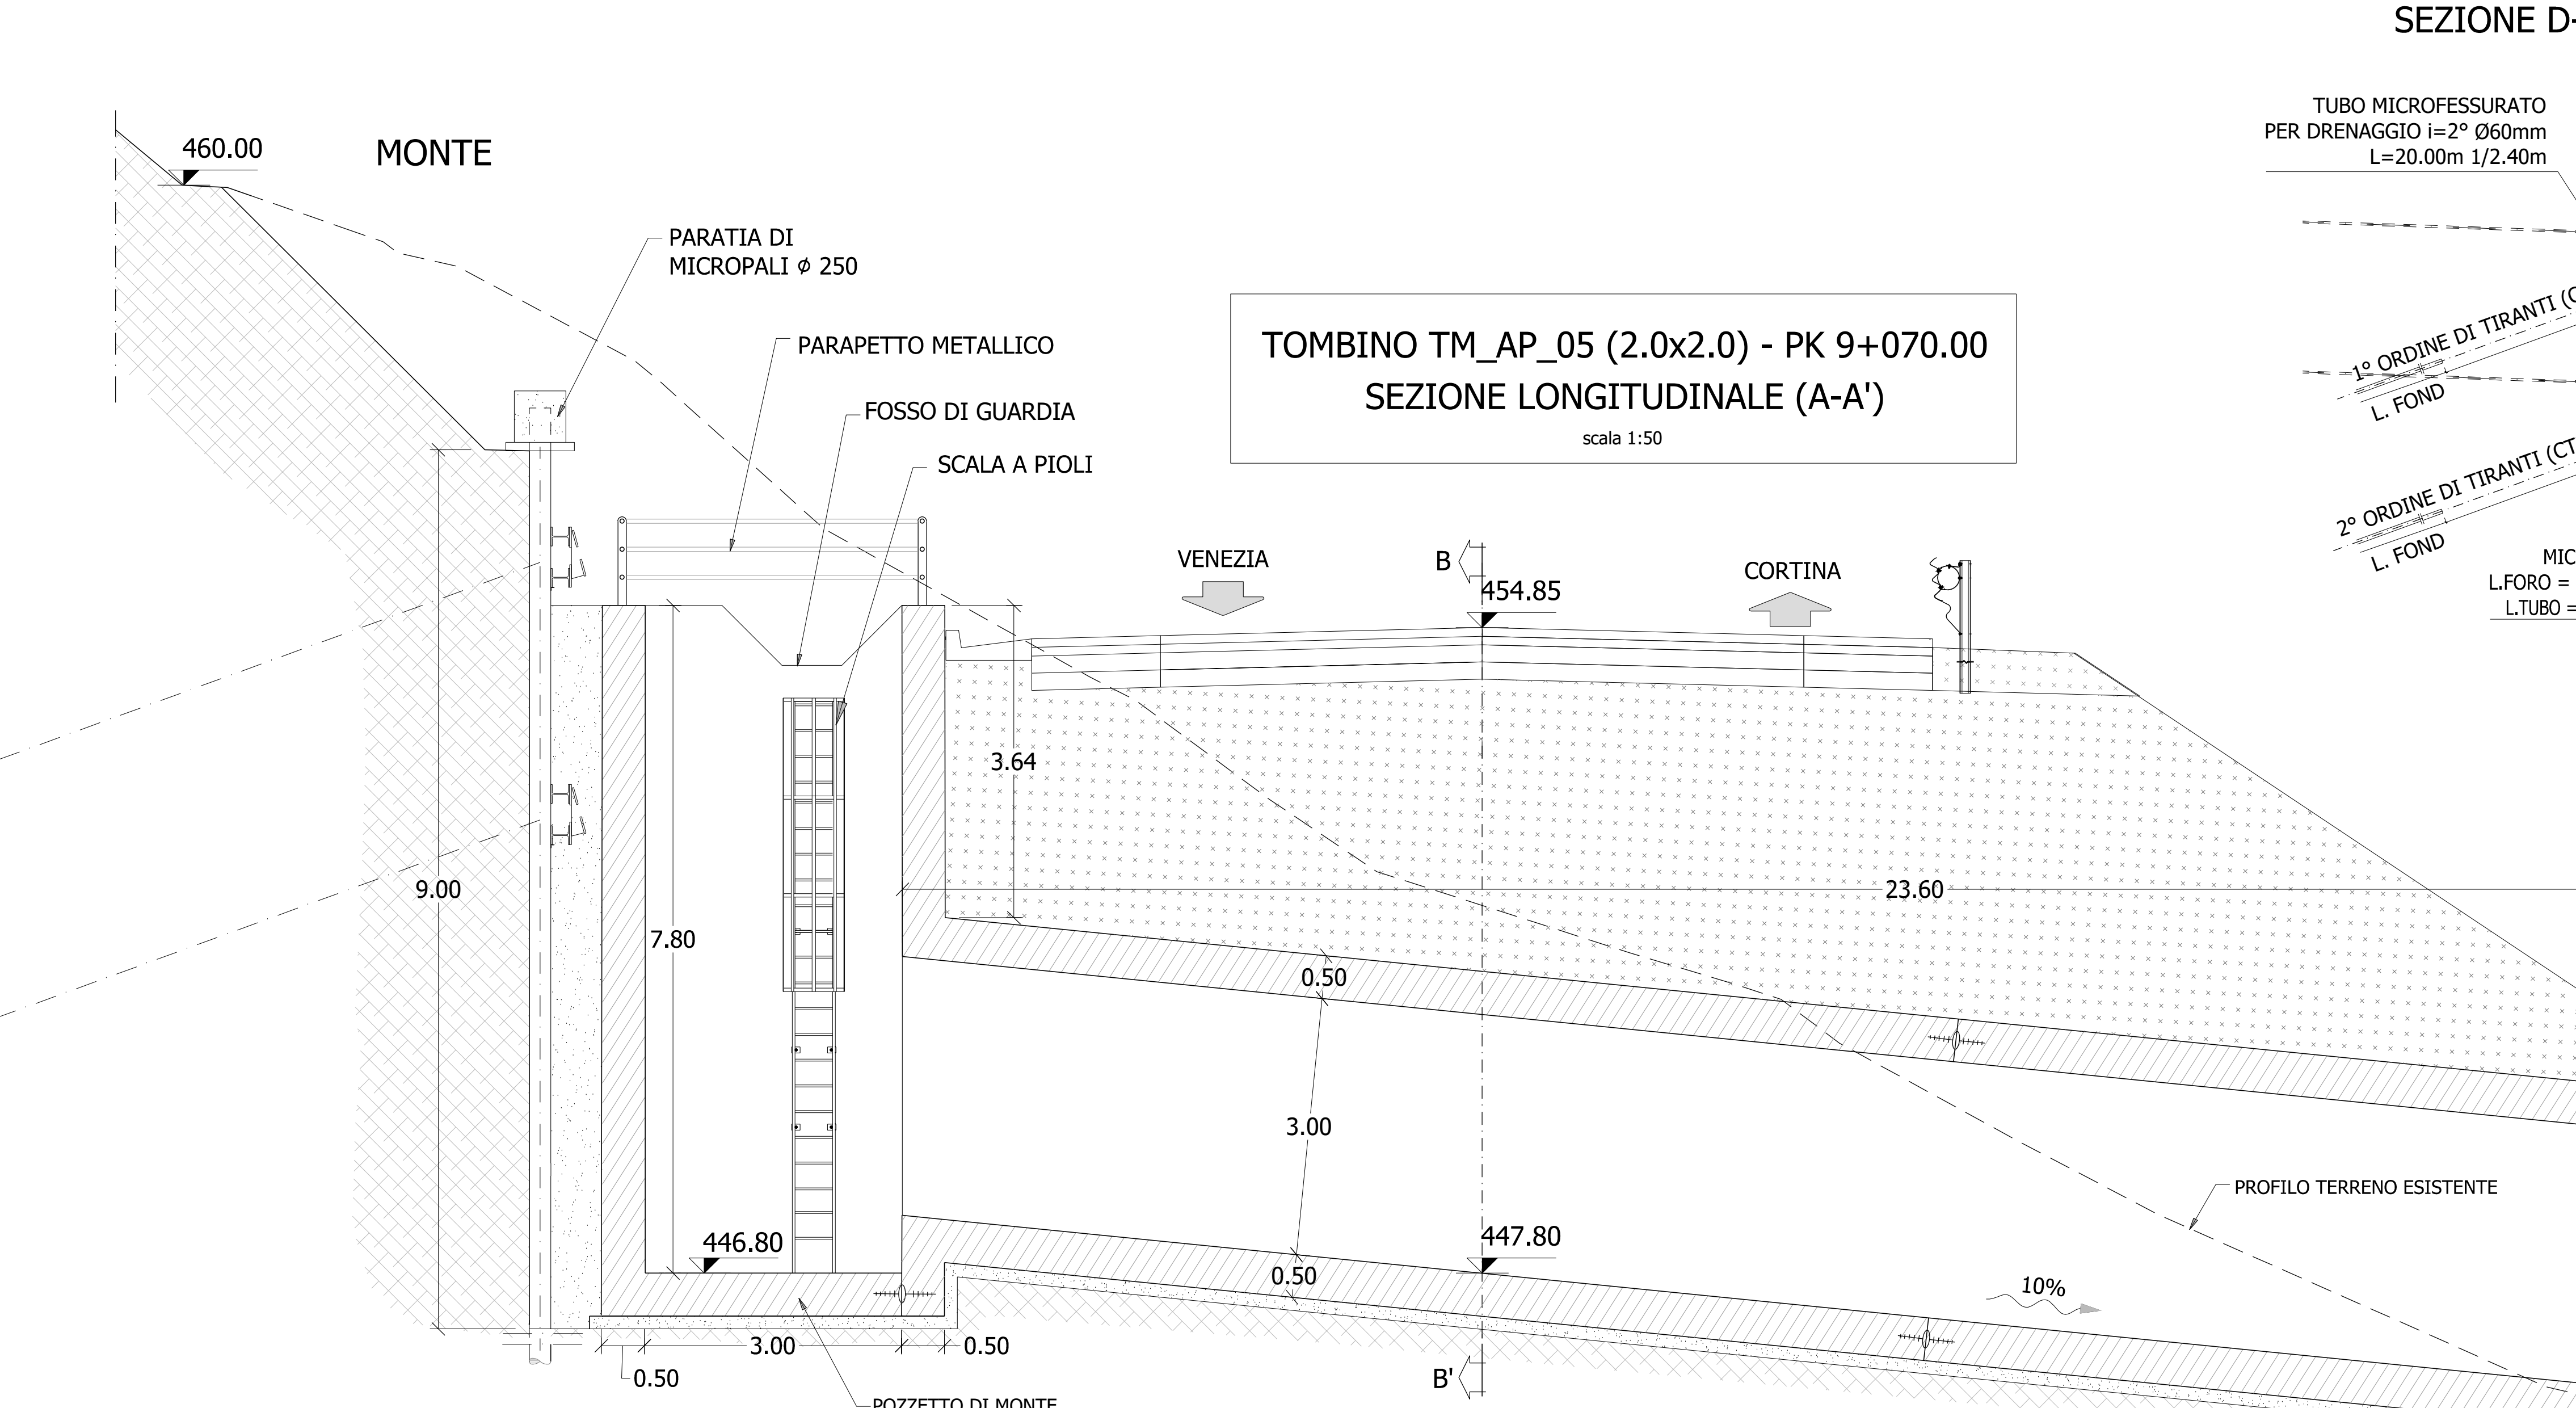 SEZIONE D-
TUBO MICROFESSURATO
PER DRENAGGIO i=2° Ø60mm
L=20.00m 1/2.40m
460.00
MONTE
PARATIA DI
MICROPALI ϕ 250
PARAPETTO METALLICO
FOSSO DI GUARDIA
SCALA A PIOLI
TOMBINO TM_AP_05 (2.0x2.0) - PK 9+070.00
SEZIONE LONGITUDINALE (A-A')
scala 1:50
1° ORDINE DI TIRANTI (C
L. FOND
2° ORDINE DI TIRANTI (CT
L. FOND
MIC
L.FORO =
L.TUBO =
VENEZIA
B
454.85
CORTINA
3.64
9.00
7.80
23.60
0.50
3.00
PROFILO TERRENO ESISTENTE
446.80
447.80
0.50
10%
3.00
0.50
0.50
B'
POZZETTO DI MONTE